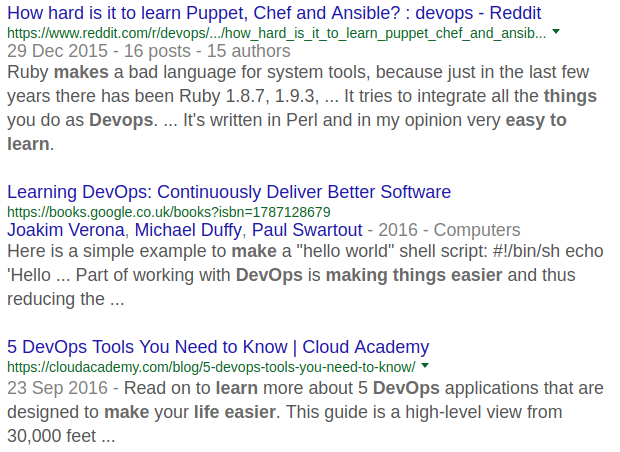 How hard is it to learn Puppet, Chef and Ansible? : devops - Reddit
https://www.reddit.com/r/devops/.../how_hard_is_it_to_learn_puppet_chef_and_ansib...
29 Dec 2015 - 16 posts - 15 authors
Ruby makes a bad language for system tools, because just in the last few
years there has been Ruby 1.8.7, 1.9.3, ... It tries to integrate all the things
you do as Devops. ... It's written in Perl and in my opinion very easy to
learn.
Learning DevOps: Continuously Deliver Better Software
https://books.google.co.uk/books?isbn=1787128679
Joakim Verona, Michael Duffy, Paul Swartout - 2016 - Computers
Here is a simple example to make a "hello world" shell script: #!/bin/sh echo
'Hello ... Part of working with DevOps is making things easier and thus
reducing the ...
5 DevOps Tools You Need to Know | Cloud Academy
https://cloudacademy.com/blog/5-devops-tools-you-need-to-know/
23 Sep 2016 - Read on to learn more about 5 DevOps applications that are
designed to make your life easier. This guide is a high-level view from
30,000 feet ...